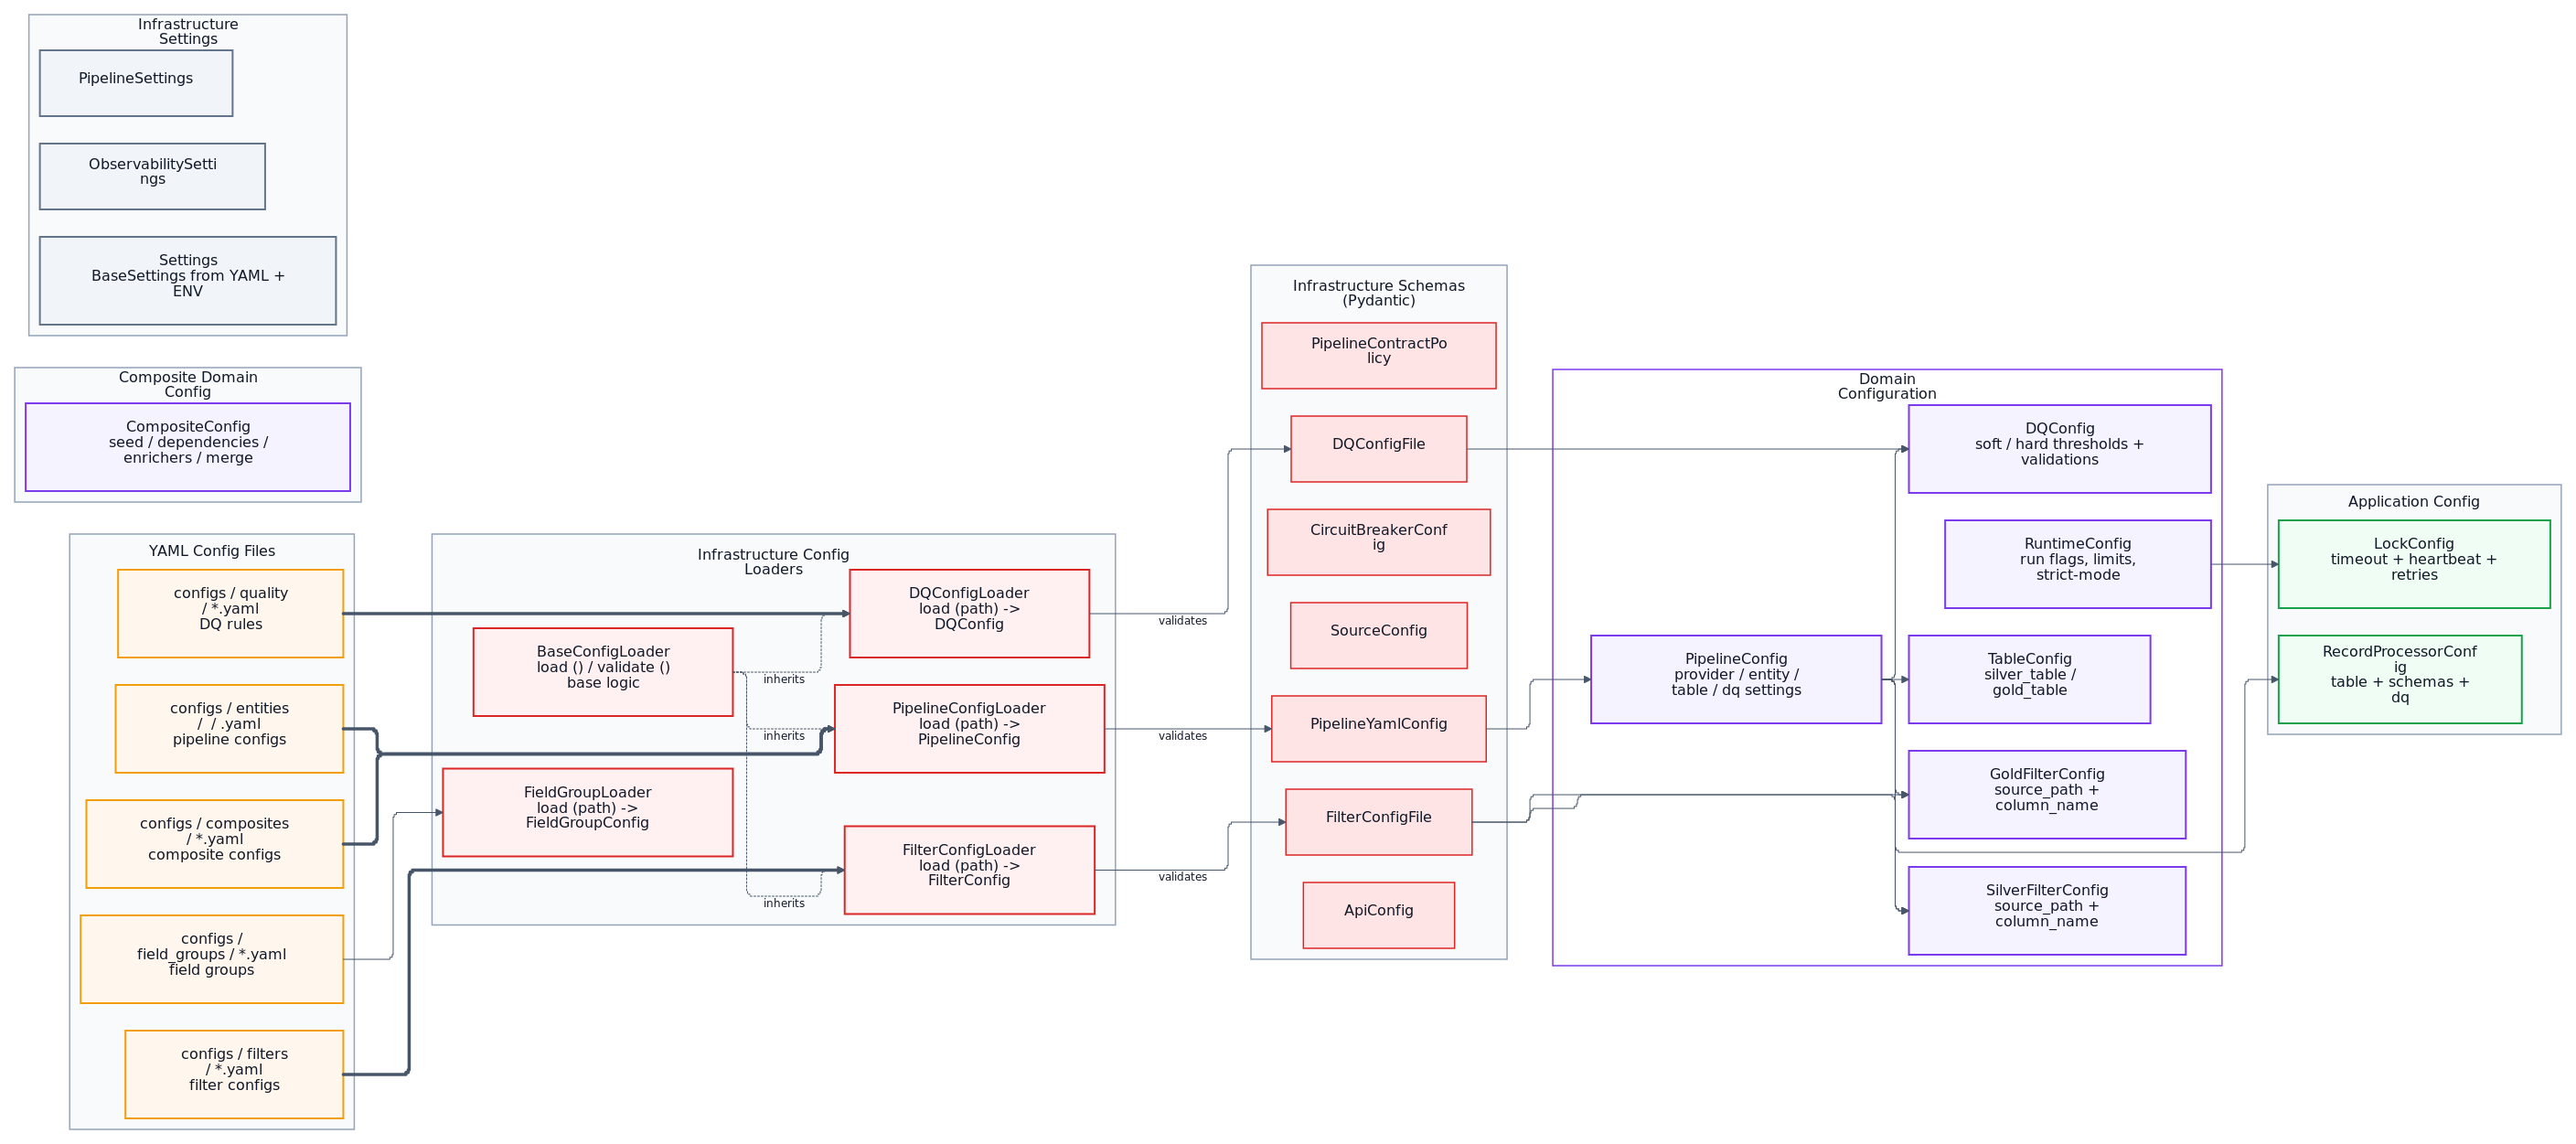 Infrastructure
Settings
PipelineSettings
ObservabilitySetti
ngs
Settings
BaseSettings from YAML +
ENV
Composite Domain
Config
CompositeConfig
seed / dependencies /
enrichers / merge
YAML Config Files
configs / quality
/ *.yaml
DQ rules
configs / entities
/  / .yaml
pipeline configs
configs / composites
/ *.yaml
composite configs
configs /
field_groups / *.yaml
field groups
configs / filters
/ *.yaml
filter configs
Infrastructure Config
Loaders
DQConfigLoader
load (path) ->
DQConfig
BaseConfigLoader
load () / validate ()
base logic
inherits
PipelineConfigLoader
load (path) ->
PipelineConfig
inherits
FieldGroupLoader
load (path) ->
FieldGroupConfig
FilterConfigLoader
load (path) ->
FilterConfig
inherits
validates
validates
validates
Infrastructure Schemas
(Pydantic)
PipelineContractPo
licy
DQConfigFile
CircuitBreakerConf
ig
SourceConfig
PipelineYamlConfig
FilterConfigFile
ApiConfig
Domain
Configuration
DQConfig
soft / hard thresholds +
validations
RuntimeConfig
run flags, limits,
strict-mode
PipelineConfig
provider / entity /
table / dq settings
TableConfig
silver_table /
gold_table
GoldFilterConfig
source_path +
column_name
SilverFilterConfig
source_path +
column_name
Application Config
LockConfig
timeout + heartbeat +
retries
RecordProcessorConf
ig
table + schemas +
dq